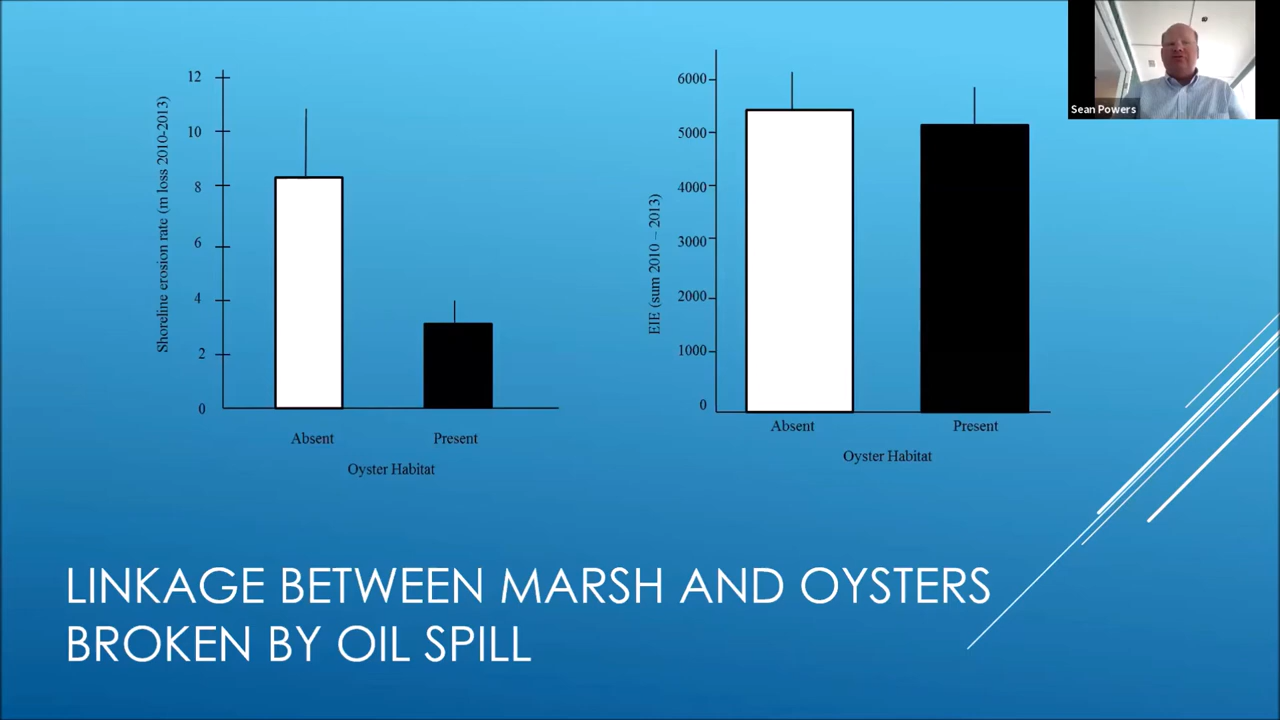 Shoreline erosion rate (m loss 2010-2013)
12
10
8
6
4
2
0
Absent Present
Oyster Habitat
EIE (sum 2010 – 2013)
6000
5000
4000
3000
2000
1000
0
Absent Present
Oyster Habitat
Sean Powers
LINKAGE BETWEEN MARSH AND OYSTERS
BROKEN BY OIL SPILL